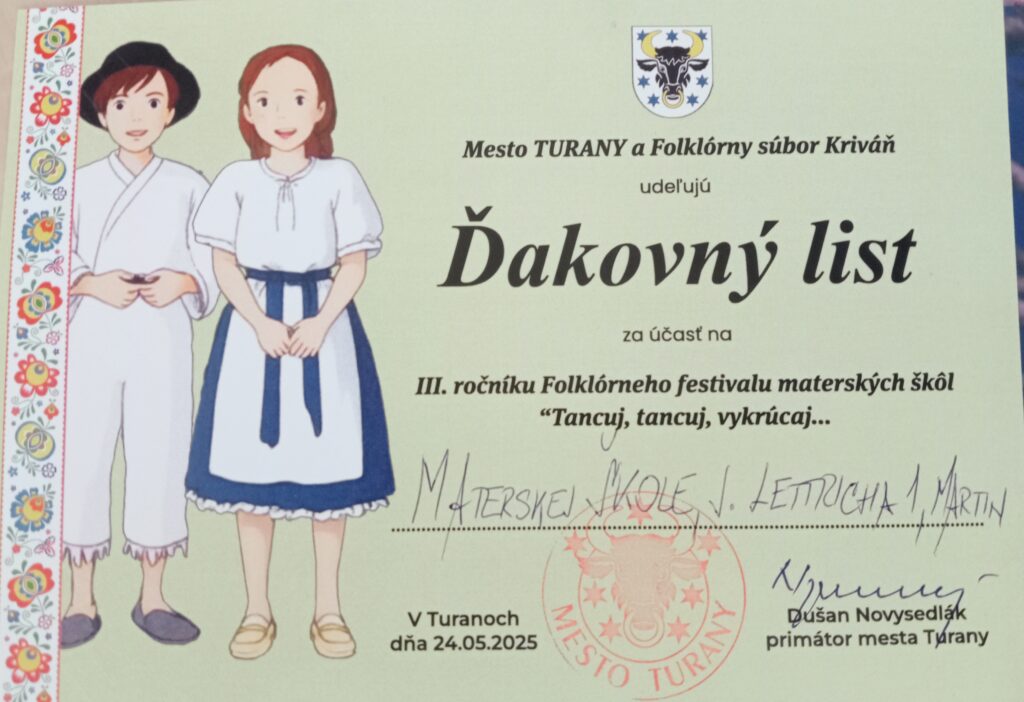 Mesto TURANY a Folklórny súbor Kriváň
udeľujú
Ďakovný list
za účasť na
III. ročníku Folklórneho festivalu materských škôl
“Tancuj, tancuj, vykrúcaj...
MATERSKEJ ŠKOLE, J. LETTRICHA 1, MARTIN
V Turanoch
dňa 24.05.2025
MESTO TURANY
Dušan Novysedlák
primátor mesta Turany